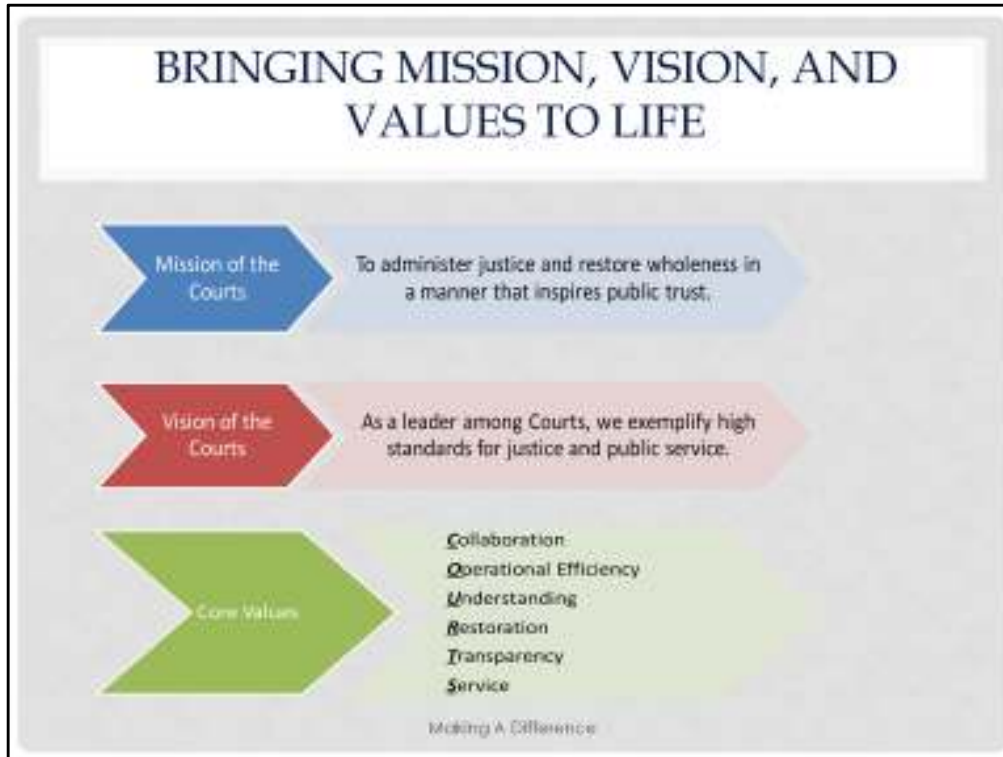 BRINGING MISSION, VISION, AND
VALUES TO LIFE
Mission of the
Courts
To administer justice and restore wholeness in
a manner that inspires public trust.
Vision of the
Courts
As a leader among Courts, we exemplify high
standards for justice and public service.
Core Values
Collaboration
Operational Efficiency
Understanding
Restoration
Transparency
Service
Making A Difference